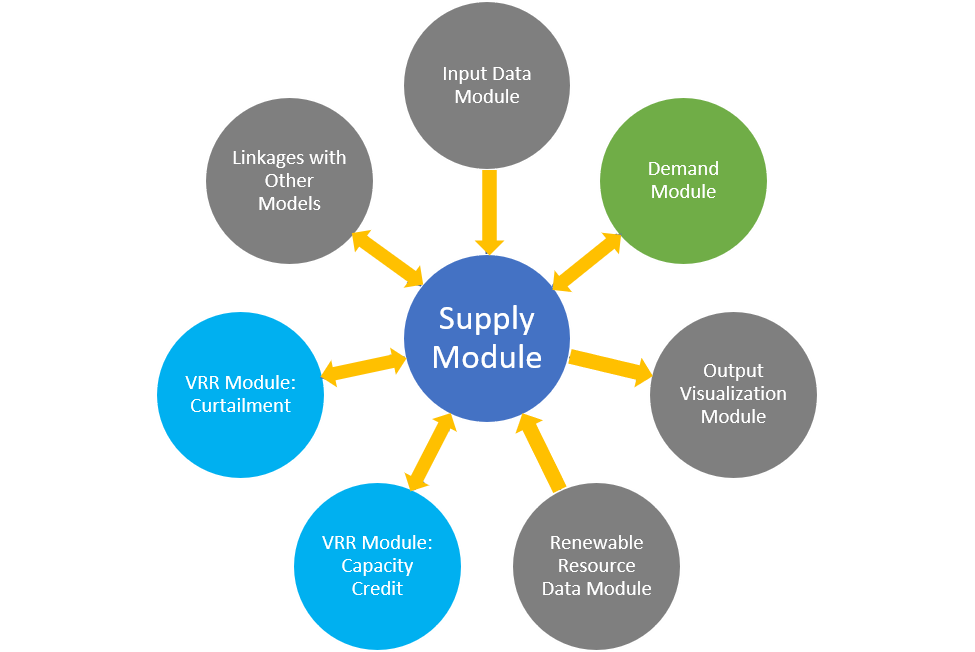 Input Data
Module
Linkages with
Other
Models
Demand
Module
Supply
Module
VRR Module:
Curtailment
Output
Visualization
Module
VRR Module:
Capacity
Credit
Renewable
Resource
Data Module